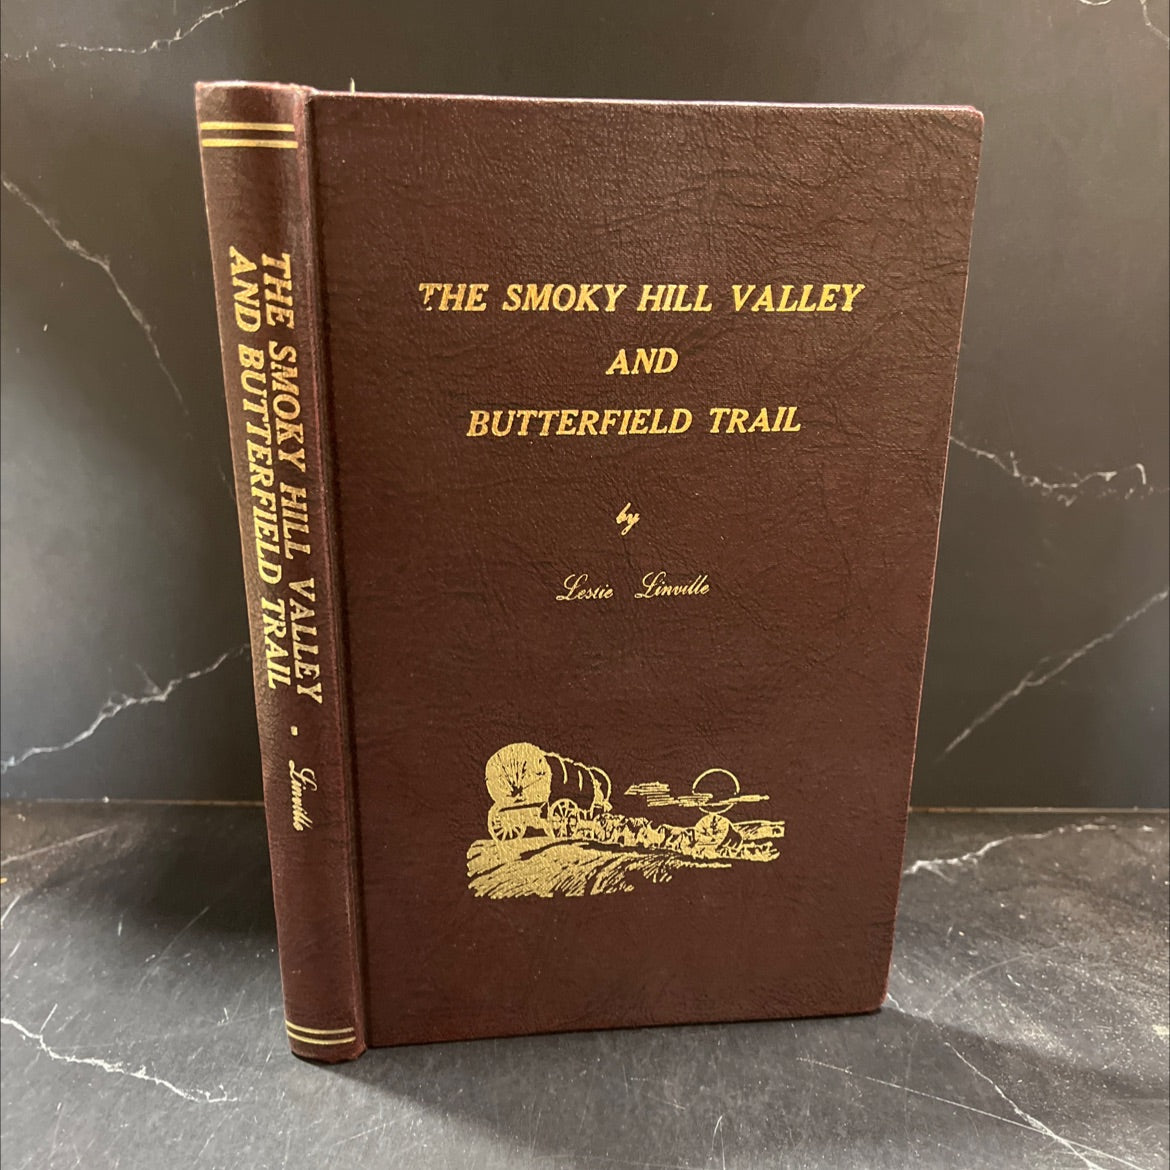 THE SMOKY HILL VALLEY
AND BUTTERFIELD TRAIL
Linville
THE SMOKY HILL VALLEY
AND
BUTTERFIELD TRAIL
by
Leslie Linville